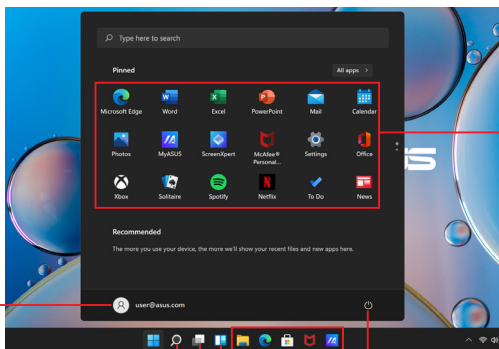 Type here to search
Pinned
All apps >
Microsoft Edge Word Excel PowerPoint Mail Calendar
Photos MyASUS ScreenXpert McAfee® Settings Office
Personal...
Xbox Solitaire Spotify Netflix To Do News
Recommended
The more you use your device, the more we'll show your recent files and new apps here.
user@asus.com